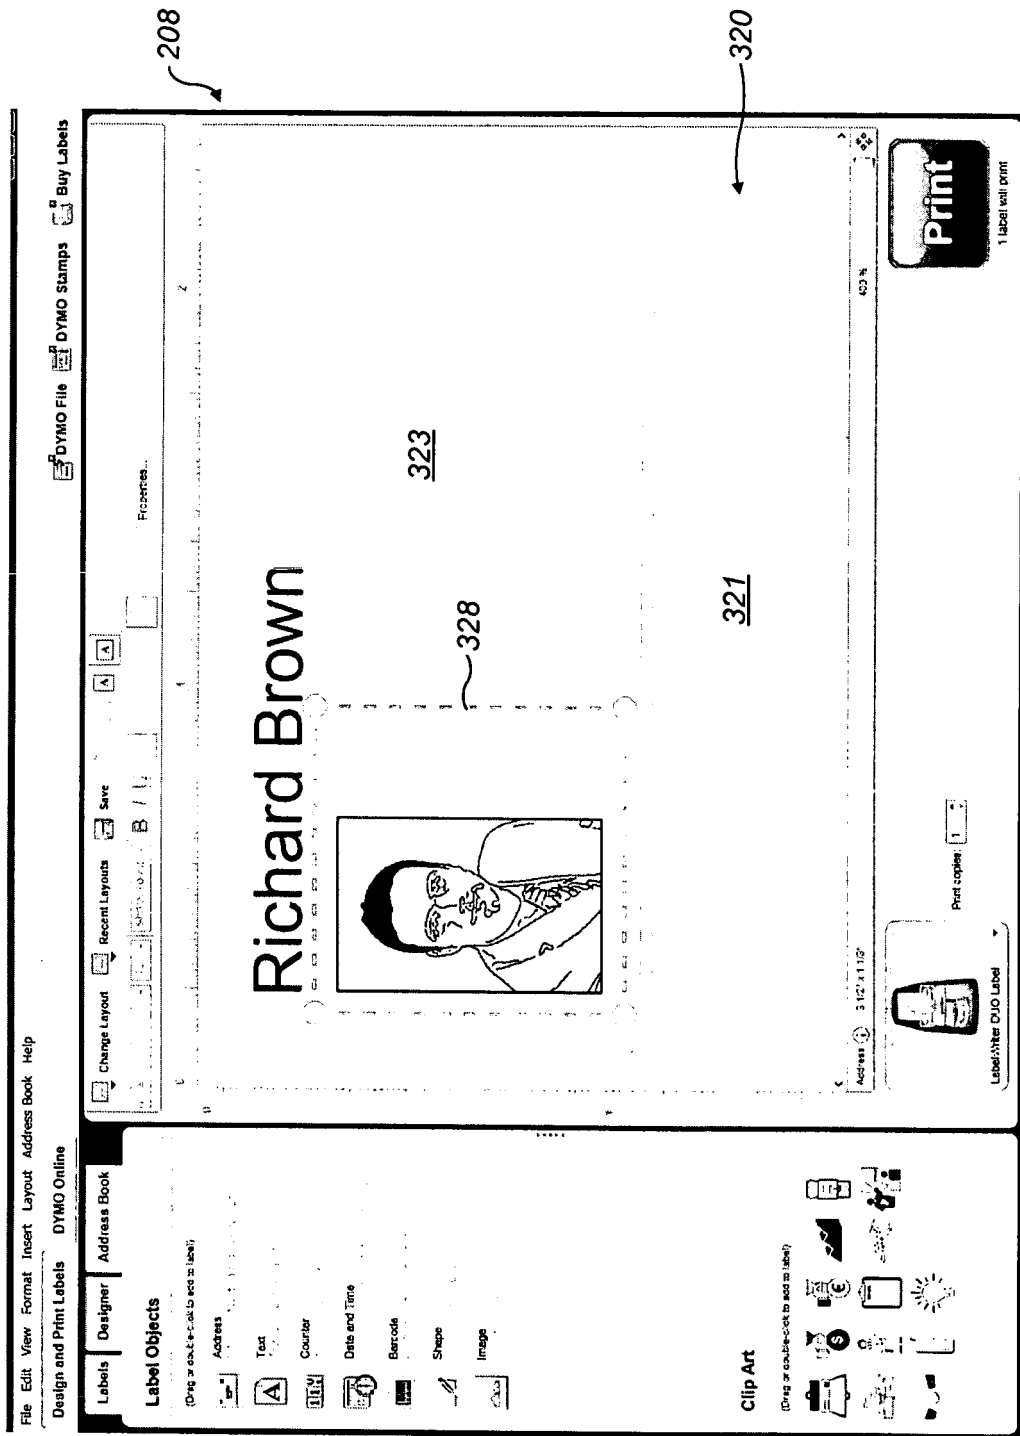 File Edit View Format Insert Layout Address Book Help
Design and Print Labels DYMO Online
DYMO File DYMO Stamps Buy Labels
Labels Designer Address Book
Change Layout Recent Layouts Save
B I U
A A
Properties...
Label Objects
(Drag or double-click to add to label)
Address
Text
Counter
Date and Time
Barcode
Shape
Image
Clip Art
(Drag or double-click to add to label)
0 1 2
Richard Brown
323
328
321
208
320
Address 3 1/2" x 1 1/8"
400 %
LabelWriter DUO Label
Print copies: 1
Print
1 label will print